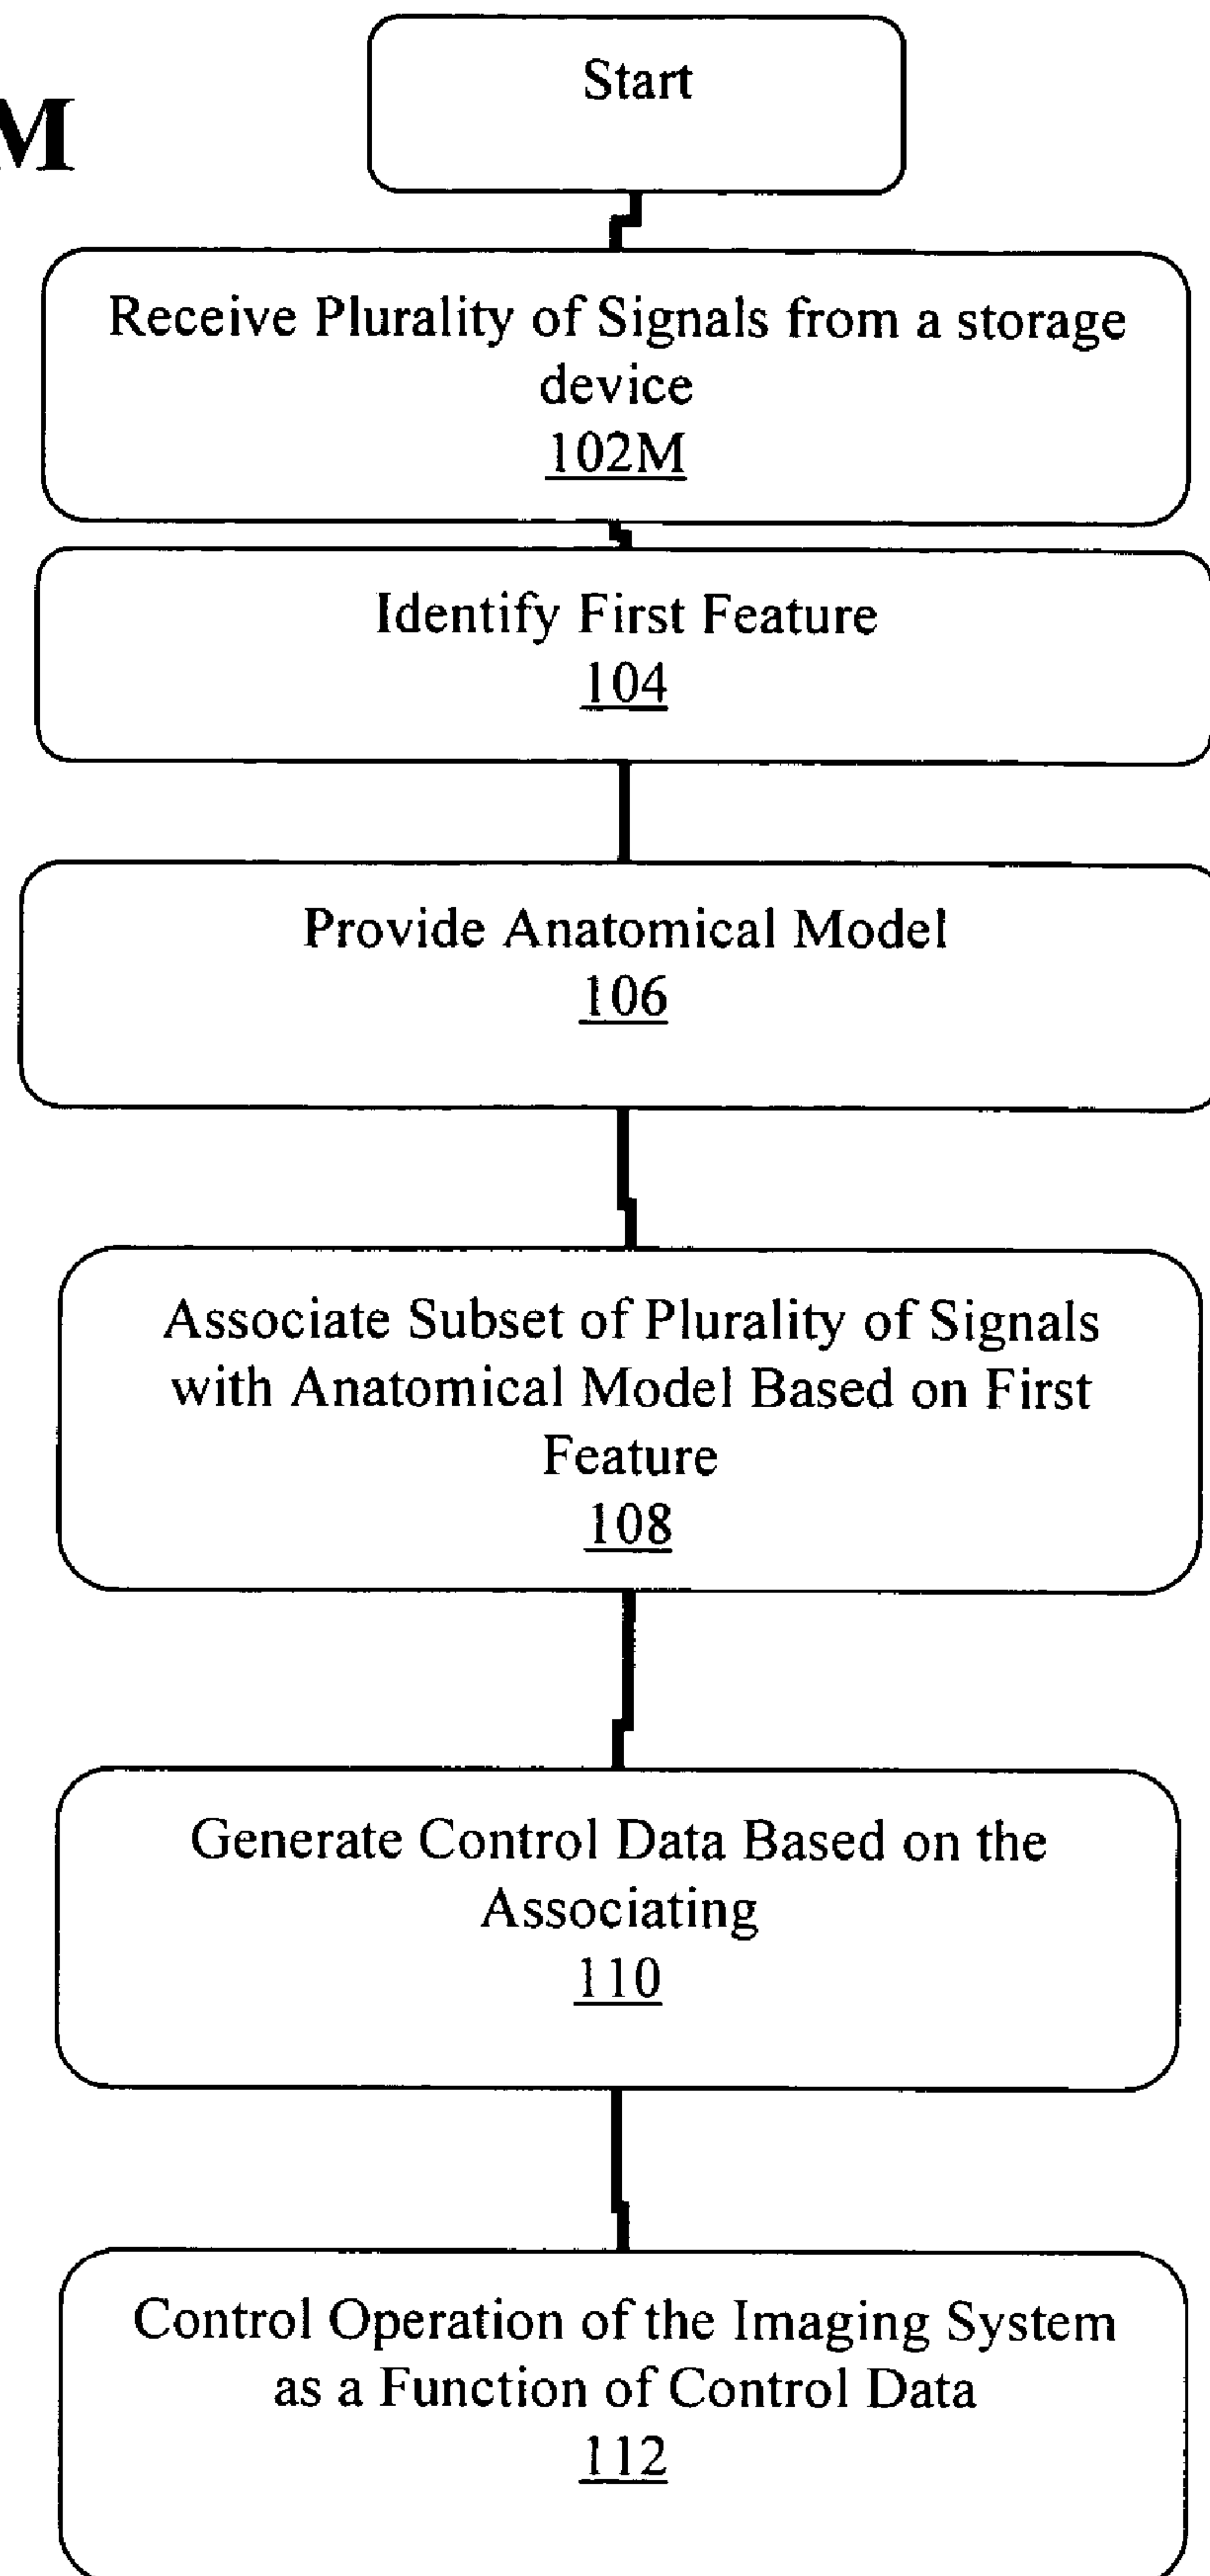 M
Start
Receive Plurality of Signals from a storage
device
102M
Identify First Feature
104
Provide Anatomical Model
106
Associate Subset of Plurality of Signals
with Anatomical Model Based on First
Feature
108
Generate Control Data Based on the
Associating
110
Control Operation of the Imaging System
as a Function of Control Data
112